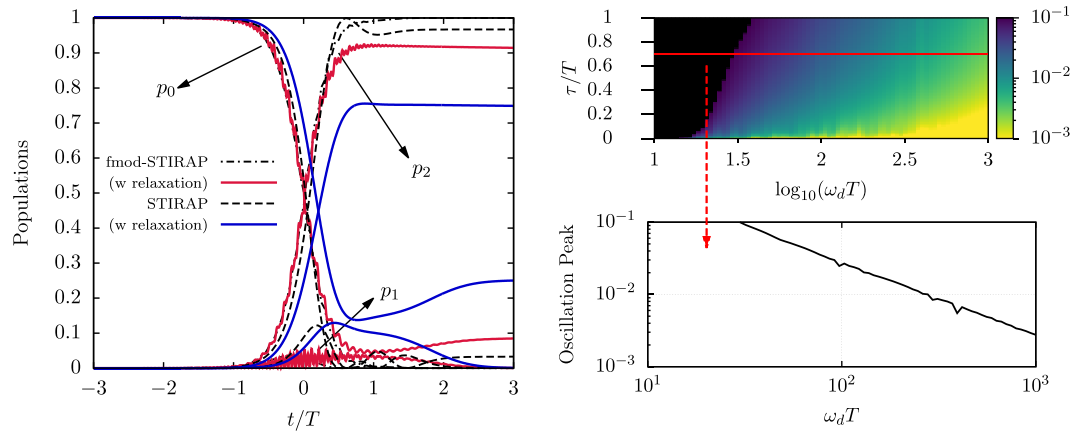 1
0.9
0.8
0.7
0.6
0.5
0.4
0.3
0.2
0.1
0
Populations
−3
−2
−1
0
1
2
3
t/T
p₀
p₂
p₁
fmod-STIRAP
(w relaxation)
STIRAP
(w relaxation)
1
0.8
0.6
0.4
0.2
0
τ/T
1
1.5
2
2.5
3
log₁₀(ω_dT)
10⁻¹
10⁻²
10⁻³
10⁻¹
10⁻²
10⁻³
Oscillation Peak
10¹
10²
10³
ω_dT